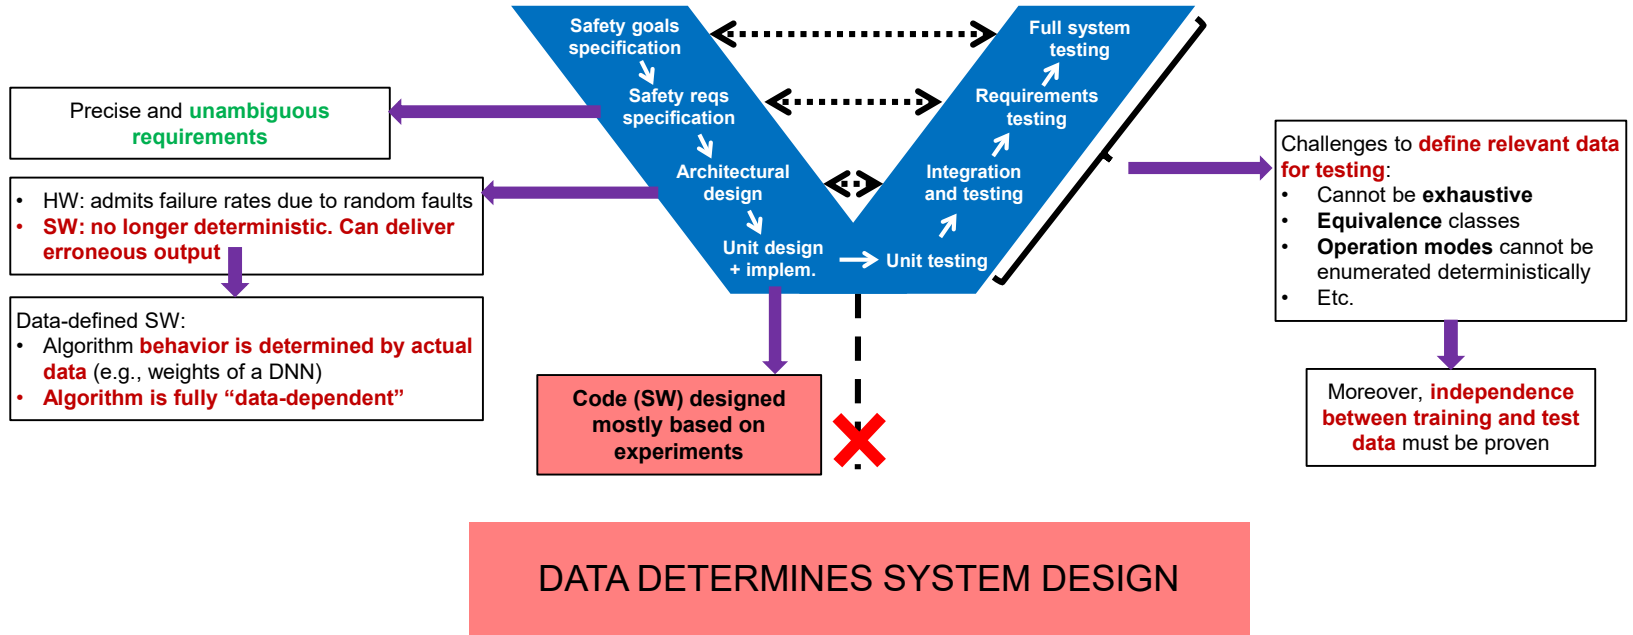 Safety goals
specification
Safety reqs
specification
Architectural
design
Unit design
+ implem.
Unit testing
Integration
and testing
Requirements
testing
Full system
testing
Precise and unambiguous
requirements
• HW: admits failure rates due to random faults
• SW: no longer deterministic. Can deliver
erroneous output
Data-defined SW:
• Algorithm behavior is determined by actual
data (e.g., weights of a DNN)
• Algorithm is fully “data-dependent”
Code (SW) designed
mostly based on
experiments
Challenges to define relevant data
for testing:
• Cannot be exhaustive
• Equivalence classes
• Operation modes cannot be
enumerated deterministically
• Etc.
Moreover, independence
between training and test
data must be proven
DATA DETERMINES SYSTEM DESIGN